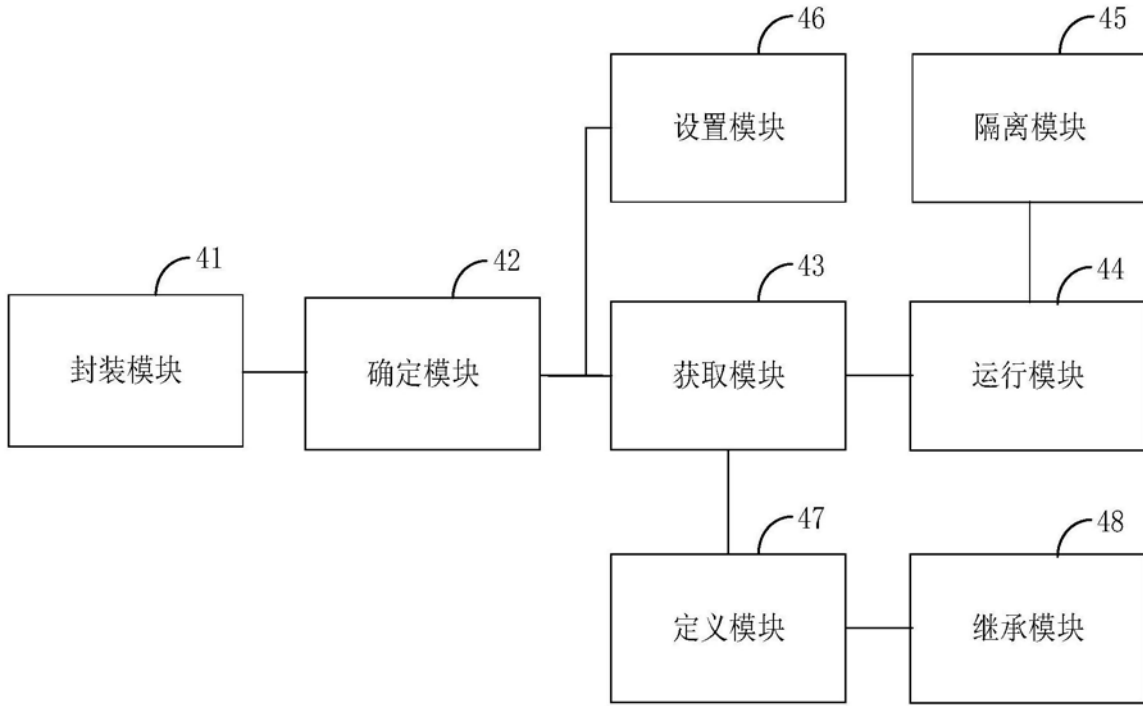 46
45
设置模块
隔离模块
41
42
43
44
封装模块
确定模块
获取模块
运行模块
47
48
定义模块
继承模块